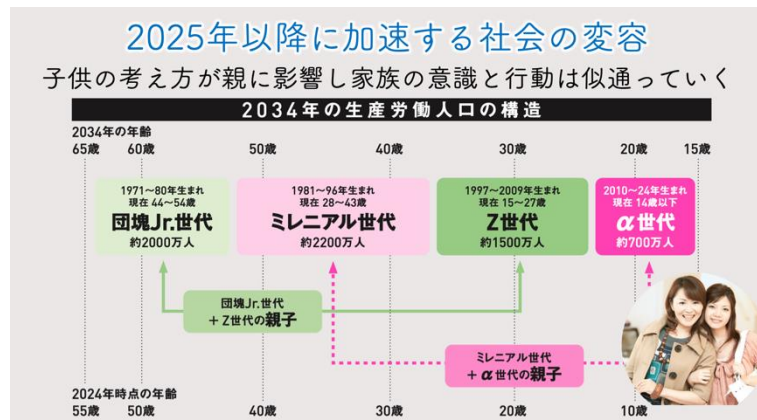 2025年以降に加速する社会の変容
子供の考え方が親に影響し家族の意識と行動は似通っていく
2034年の生産労働人口の構造
2034年の年齢
65歳 60歳 50歳 40歳 30歳 20歳 15歳
1971〜80年生まれ
現在 44〜54歳
団塊Jr.世代
約2000万人
1981〜96年生まれ
現在 28〜43歳
ミレニアル世代
約2200万人
1997〜2009年生まれ
現在 15〜27歳
Z世代
約1500万人
2010〜24年生まれ
現在 14歳以下
α世代
約700万人
団塊Jr.世代
+Z世代の親子
ミレニアル世代
+α世代の親子
2024年時点の年齢
55歳 50歳 40歳 30歳 20歳 10歳